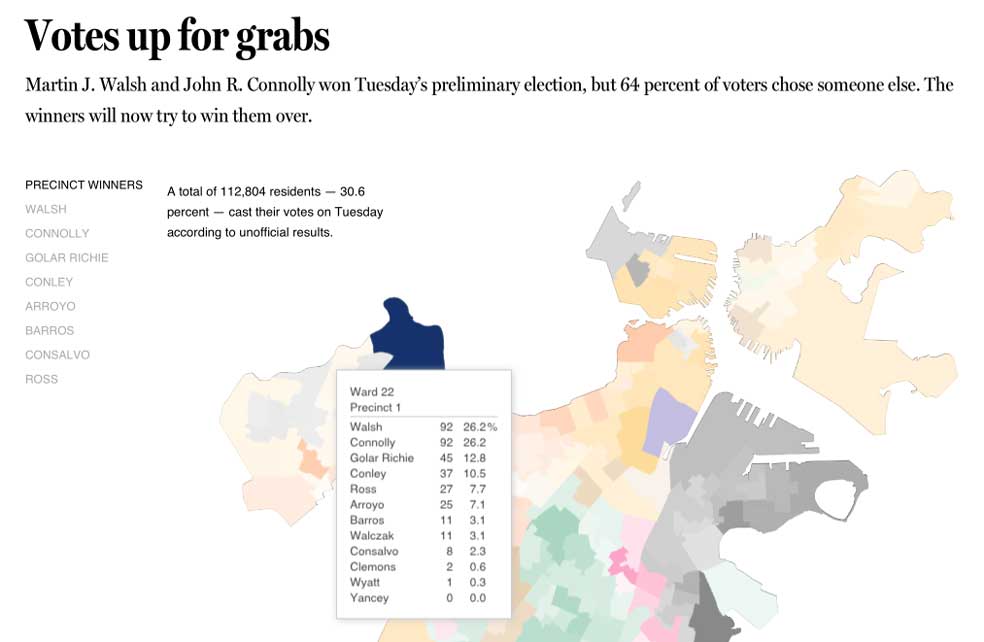 Votes up for grabs
Martin J. Walsh and John R. Connolly won Tuesday’s preliminary election, but 64 percent of voters chose someone else. The
winners will now try to win them over.
PRECINCT WINNERS
WALSH
CONNOLLY
GOLAR RICHIE
CONLEY
ARROYO
BARROS
CONSALVO
ROSS
A total of 112,804 residents — 30.6
percent — cast their votes on Tuesday
according to unofficial results.
Ward 22
Precinct 1
Walsh 92 26.2%
Connolly 92 26.2
Golar Richie 45 12.8
Conley 37 10.5
Ross 27 7.7
Arroyo 25 7.1
Barros 11 3.1
Walczak 11 3.1
Consalvo 8 2.3
Clemons 2 0.6
Wyatt 1 0.3
Yancey 0 0.0